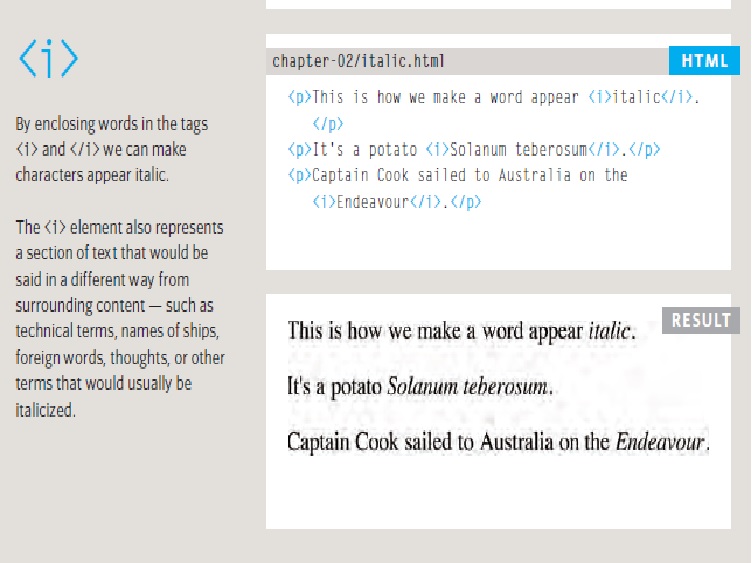 <i>
By enclosing words in the tags
<i> and </i> we can make
characters appear italic.
The <i> element also represents
a section of text that would be
said in a different way from
surrounding content — such as
technical terms, names of ships,
foreign words, thoughts, or other
terms that would usually be
italicized.
chapter-02/italic.html
HTML
<p>This is how we make a word appear <i>italic</i>.
</p>
<p>It's a potato <i>Solanum teberosum</i>.</p>
<p>Captain Cook sailed to Australia on the
<i>Endeavour</i>.</p>
RESULT
This is how we make a word appear italic.
It's a potato Solanum teberosum.
Captain Cook sailed to Australia on the Endeavour.